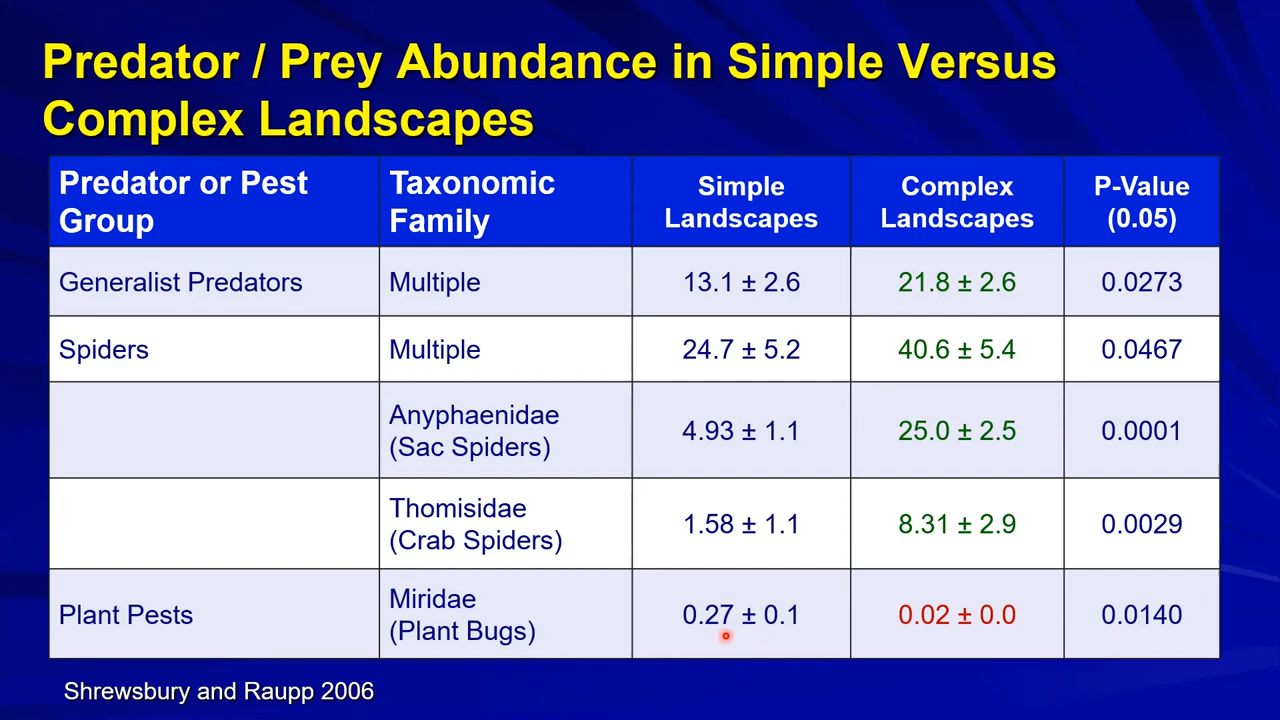 Predator / Prey Abundance in Simple Versus
Complex Landscapes
Predator or Pest
Group
Taxonomic
Family
Simple
Landscapes
Complex
Landscapes
P-Value
(0.05)
Generalist Predators
Multiple
13.1 ± 2.6
21.8 ± 2.6
0.0273
Spiders
Multiple
24.7 ± 5.2
40.6 ± 5.4
0.0467
Anyphaenidae
(Sac Spiders)
4.93 ± 1.1
25.0 ± 2.5
0.0001
Thomisidae
(Crab Spiders)
1.58 ± 1.1
8.31 ± 2.9
0.0029
Plant Pests
Miridae
(Plant Bugs)
0.27 ± 0.1
0.02 ± 0.0
0.0140
Shrewsbury and Raupp 2006